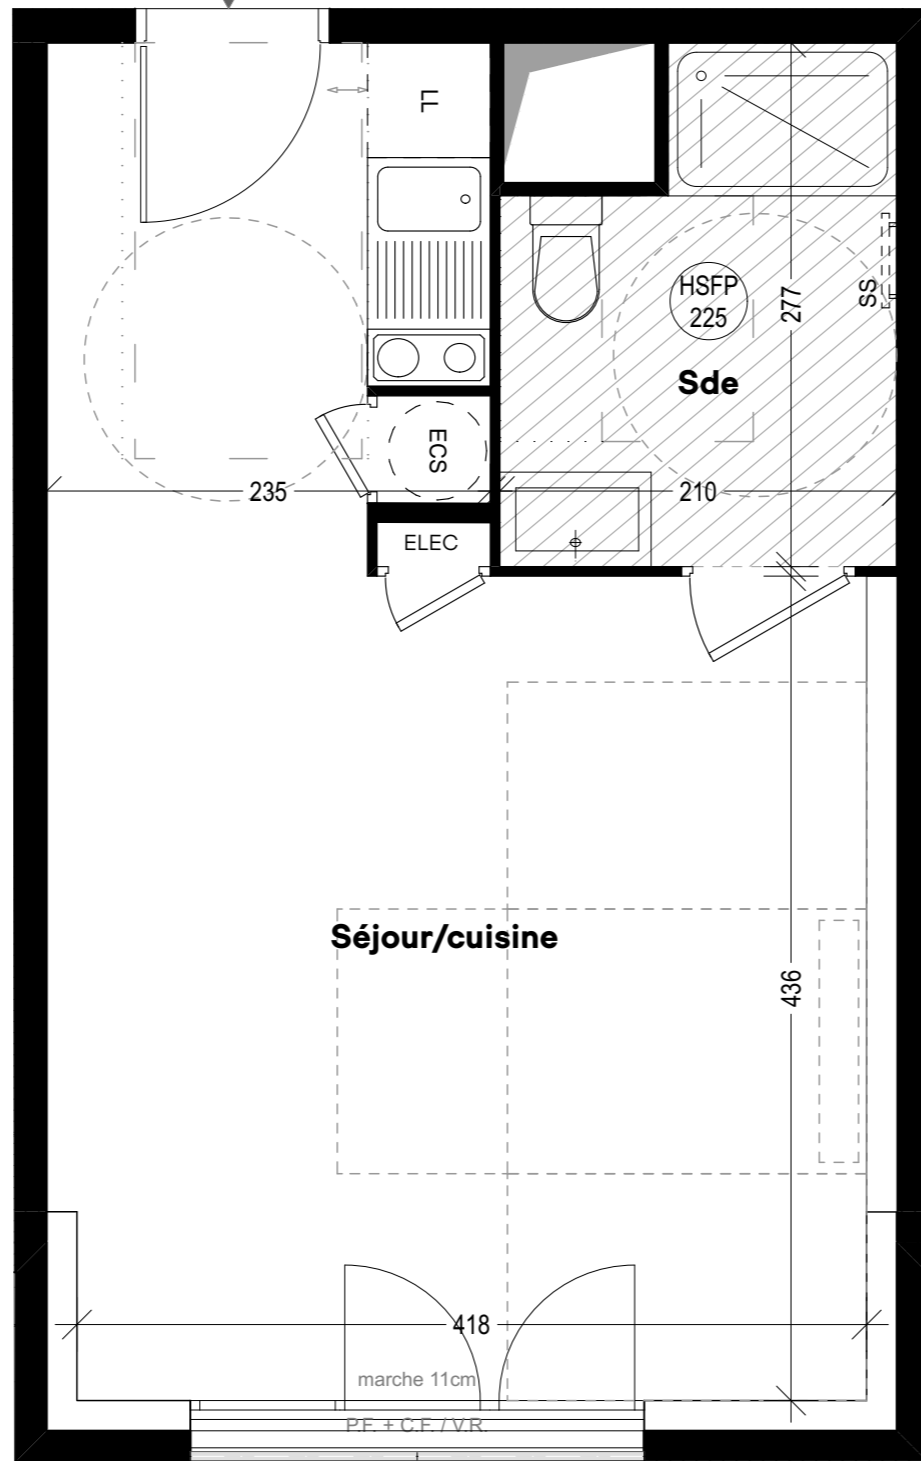 LL
HSFP
225
277
SS
Sde
ECS
235
210
ELEC
Séjour/cuisine
436
418
marche 11cm
P.F. + C.F. / V.R.